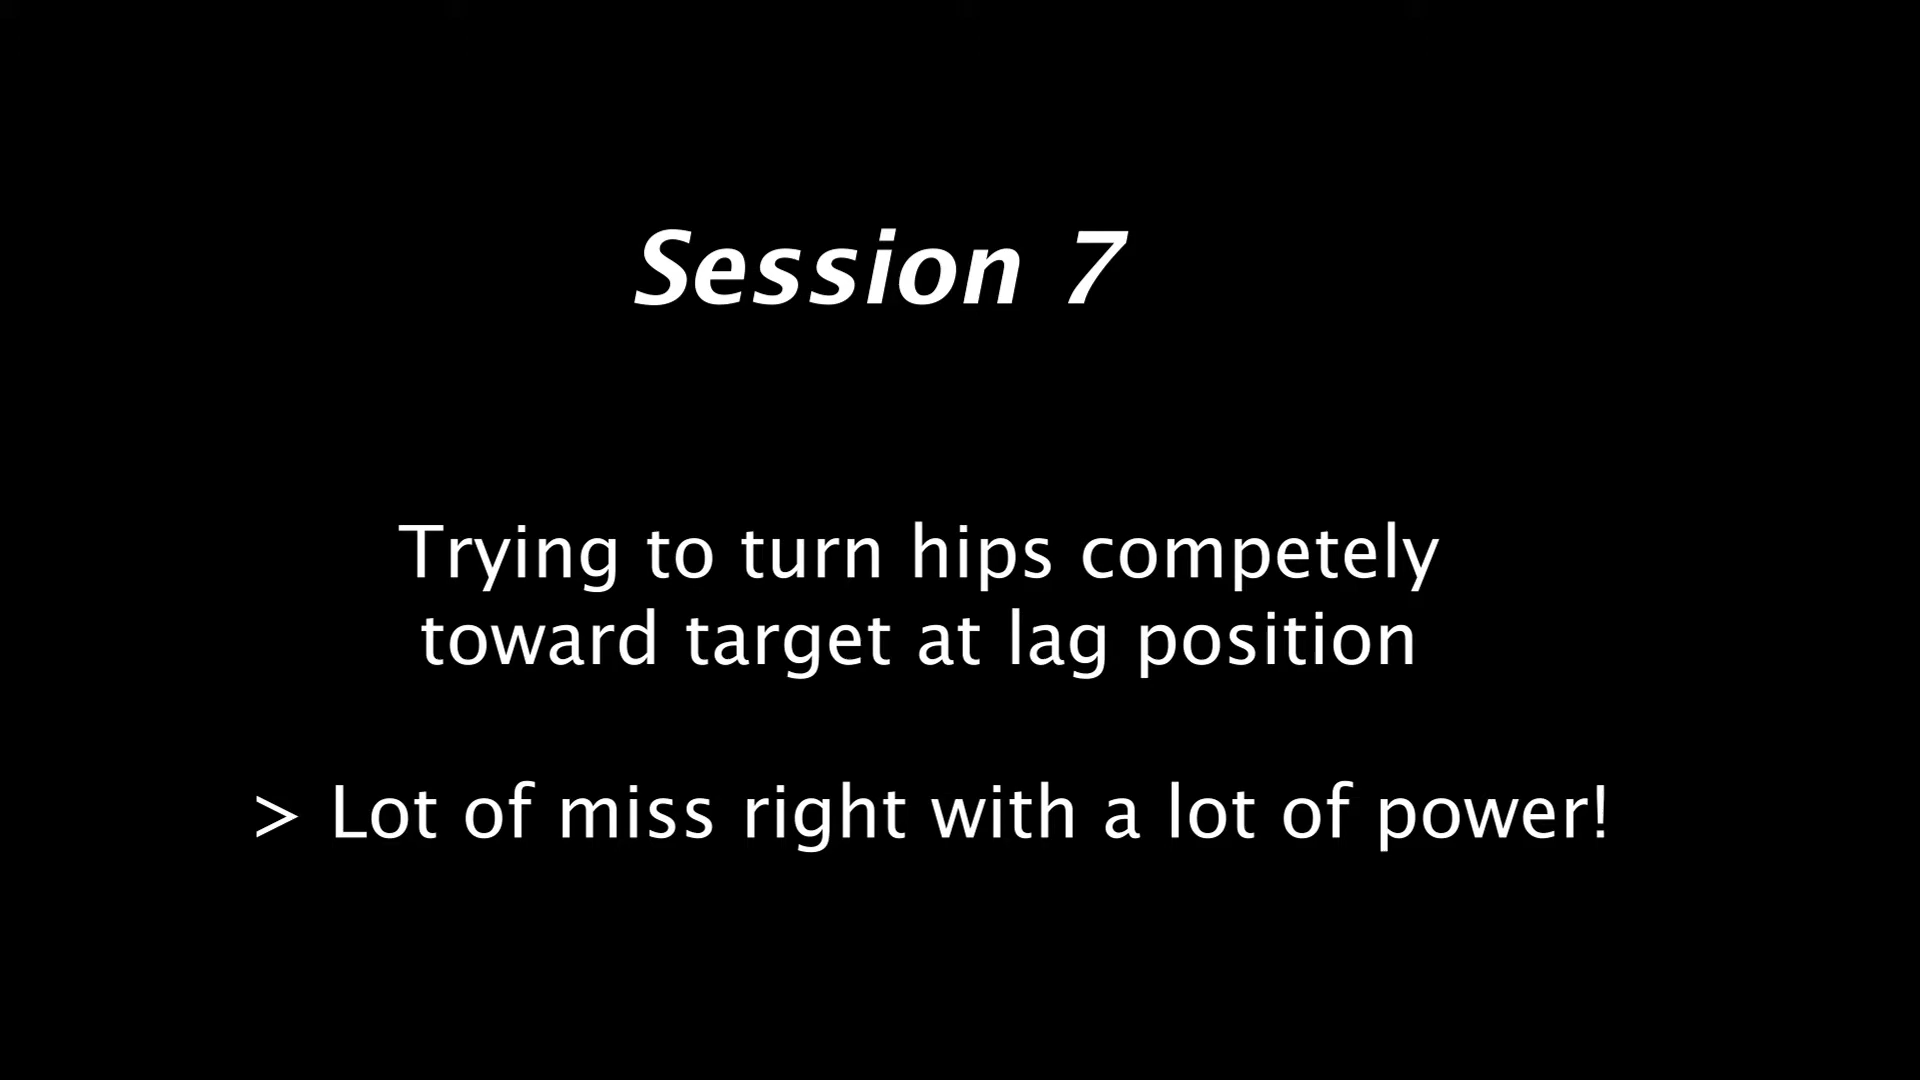 Session 7
Trying to turn hips competely
toward target at lag position
> Lot of miss right with a lot of power!